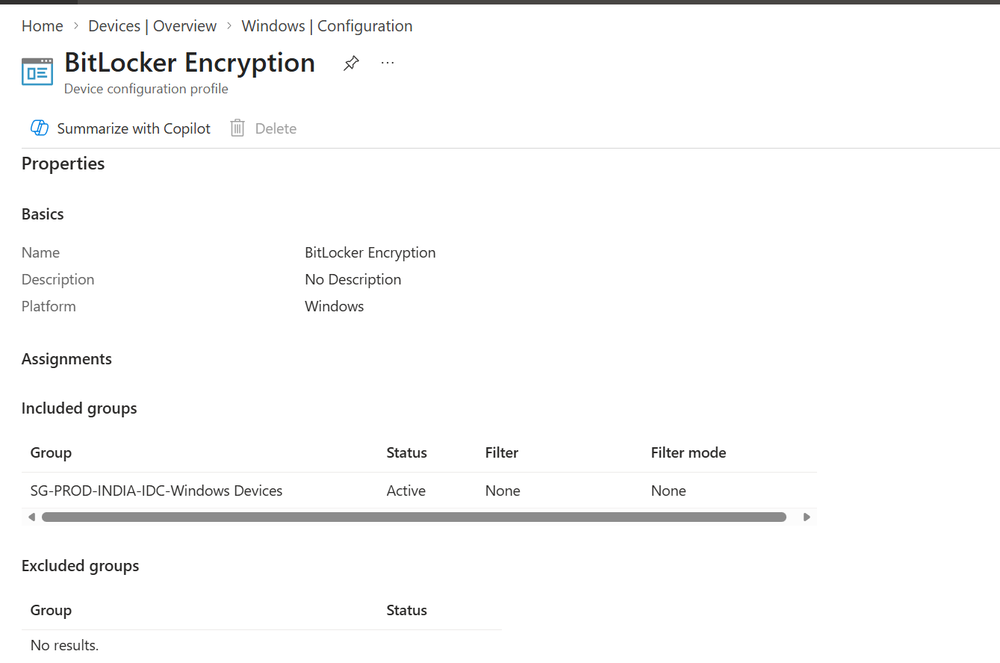 Home > Devices | Overview > Windows | Configuration
BitLocker Encryption ...
Device configuration profile
Summarize with Copilot Delete
Properties
Basics
Name BitLocker Encryption
Description No Description
Platform Windows
Assignments
Included groups
Group Status Filter Filter mode
SG-PROD-INDIA-IDC-Windows Devices Active None None
Excluded groups
Group Status
No results.